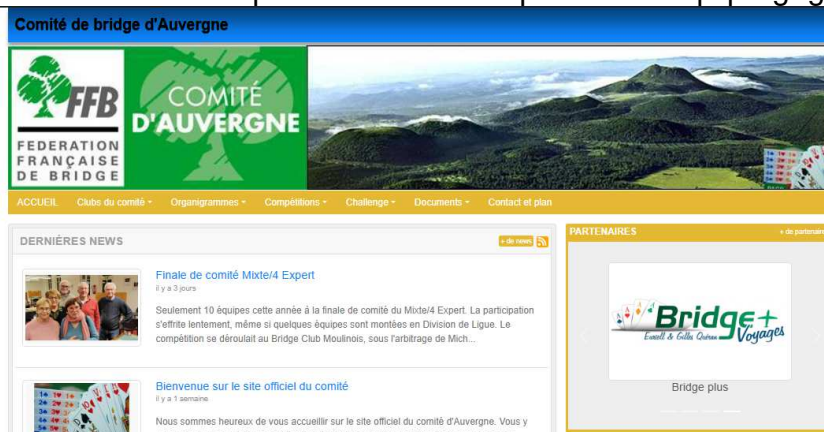 Comité de bridge d'Auvergne
FFB
FEDERATION
FRANÇAISE
DE BRIDGE
COMITÉ
D'AUVERGNE
ACCUEIL Clubs du comité Organigrammes Compétitions Challenge Documents Contact et plan
DERNIÈRES NEWS
+ de news
Finale de comité Mixte/4 Expert
il y a 3 jours
Seulement 10 équipes cette année à la finale de comité du Mixte/4 Expert. La participation
s'effrite lentement, même si quelques équipes sont montées en Division de Ligue. Le
compétition se déroulait au Bridge Club Moulinois, sous l'arbitrage de Mich...
Bienvenue sur le site officiel du comité
il y a 1 semaine
Nous sommes heureux de vous accueillir sur le site officiel du comité d'Auvergne. Vous y
PARTENAIRES
+ de partenair
Bridge+
Voyages
Bridge plus